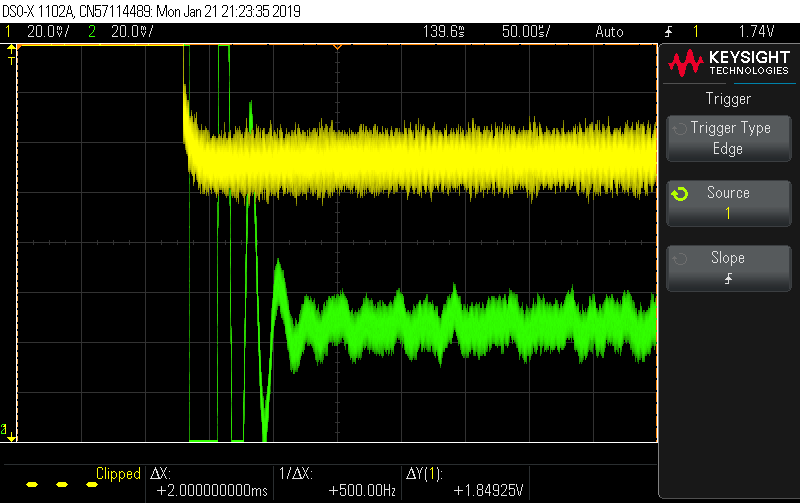 DSO-X 1102A, CN57114489: Mon Jan 21 21:23:35 2019
1 20.0V/ 2 20.0V/ 139.6s 50.00s/ Auto 1 1.74V
T
KEYSIGHT
TECHNOLOGIES
Trigger
Trigger Type
Edge
Source
1
Slope
Clipped
ΔX:
+2.000000000ms
1/ΔX:
+500.00Hz
ΔY(1):
+1.84925V